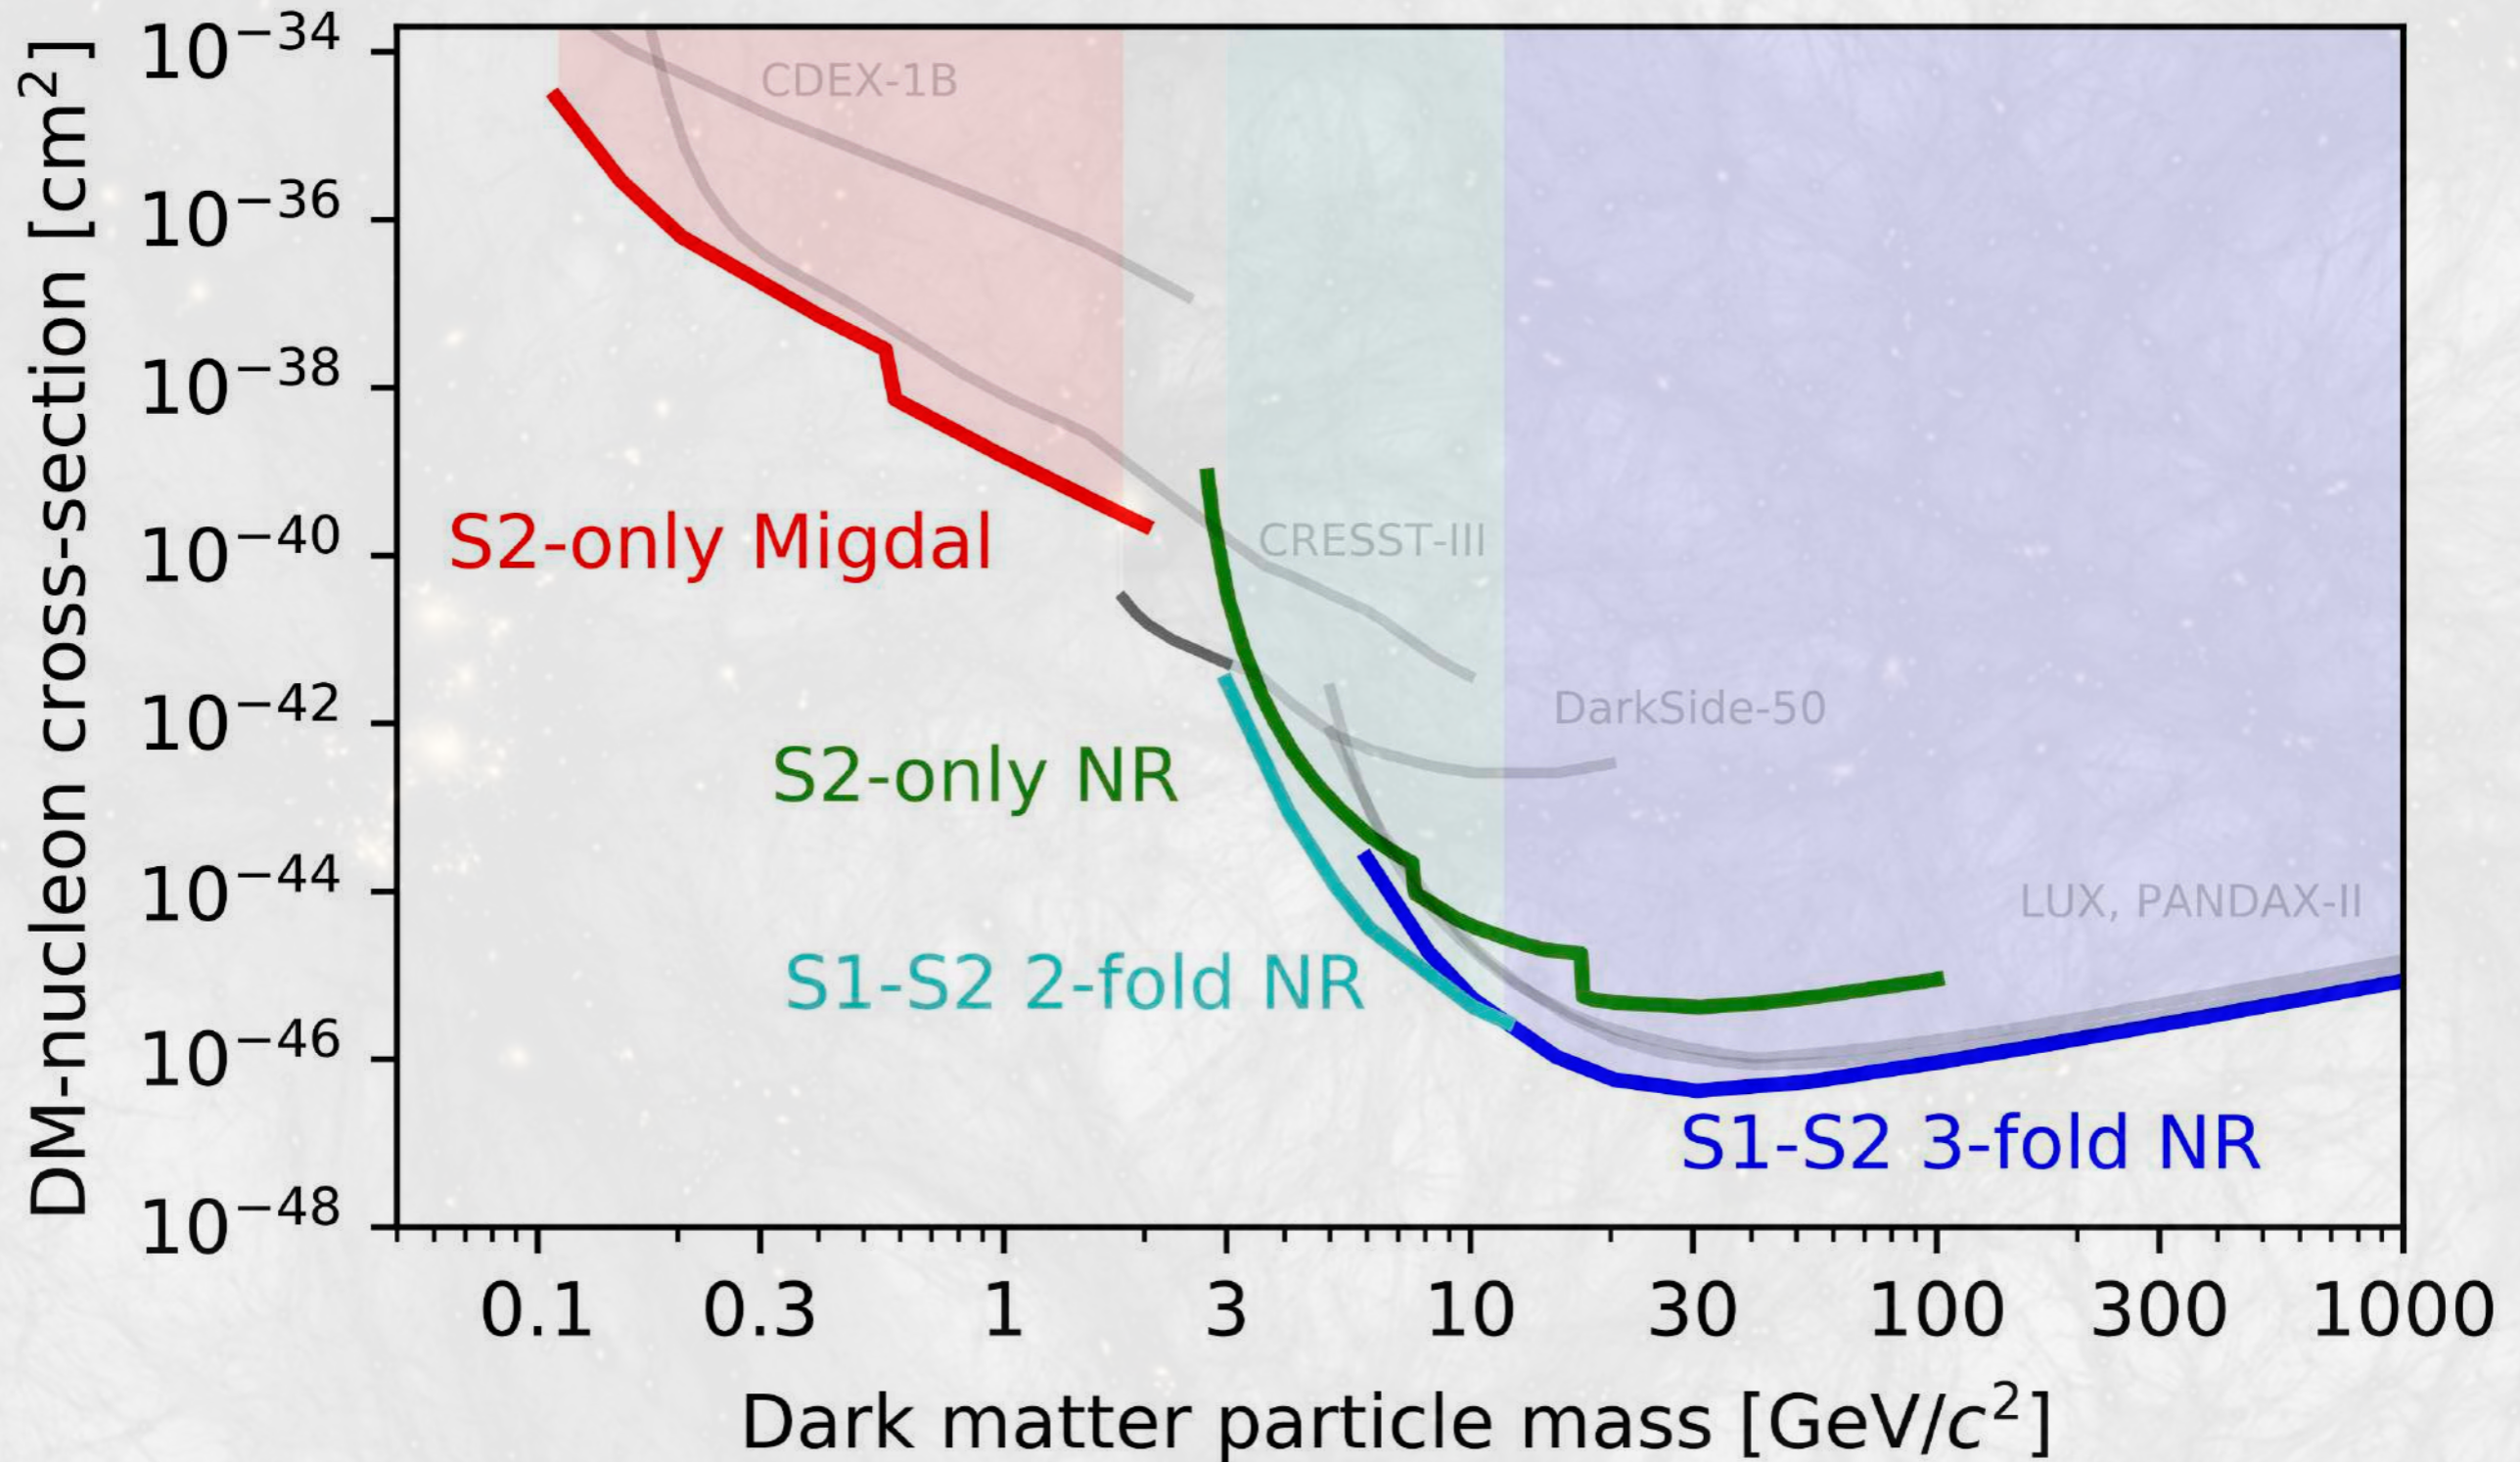 DM-nucleon cross-section [cm²]
10⁻³⁴
10⁻³⁶
10⁻³⁸
10⁻⁴⁰
10⁻⁴²
10⁻⁴⁴
10⁻⁴⁶
10⁻⁴⁸
CDEX-1B
S2-only Migdal
CRESST-III
DarkSide-50
S2-only NR
LUX, PANDAX-II
S1-S2 2-fold NR
S1-S2 3-fold NR
0.1 0.3 1 3 10 30 100 300 1000
Dark matter particle mass [GeV/c²]